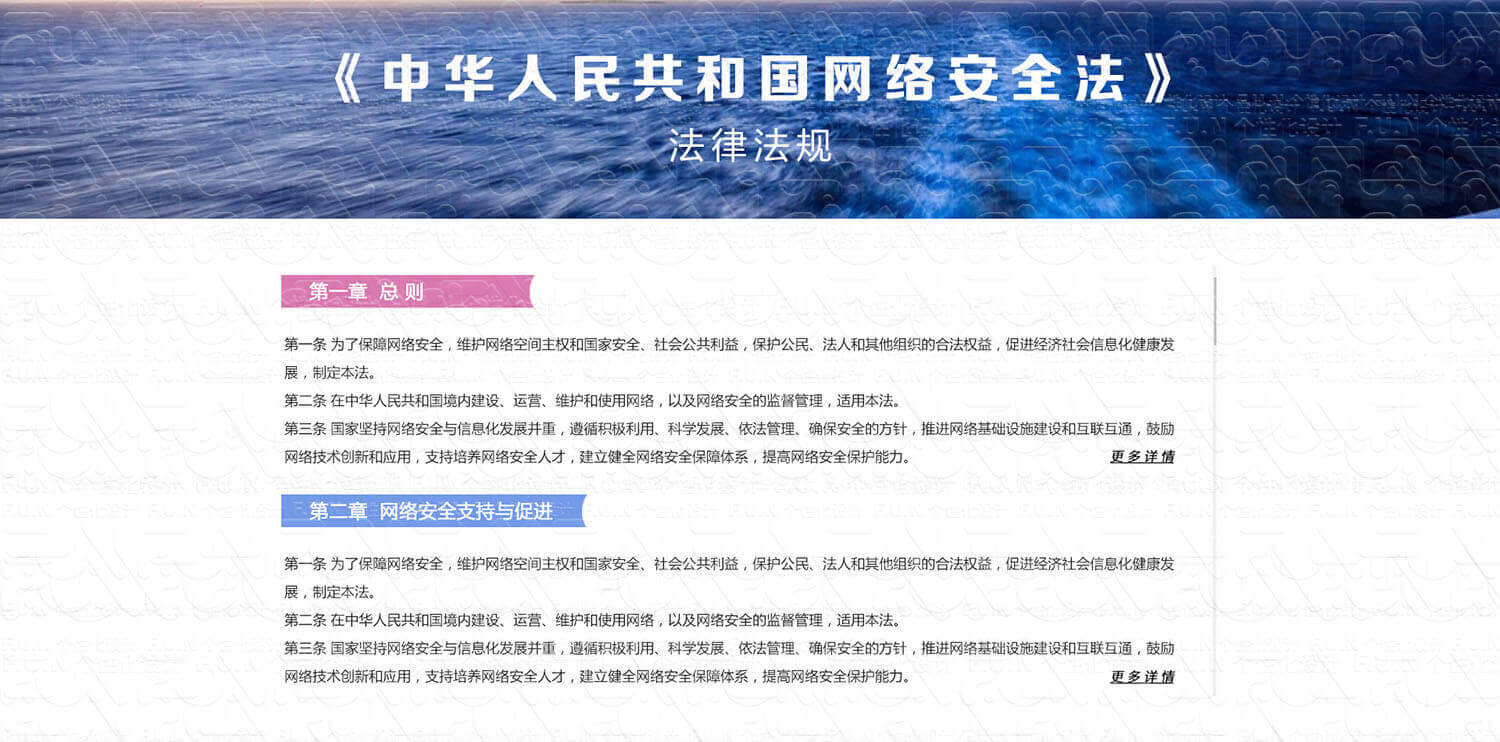 《中华人民共和国网络安全法》
法律法规
第一章 总则
第一条 为了保障网络安全，维护网络空间主权和国家安全、社会公共利益，保护公民、法人和其他组织的合法权益，促进经济社会信息化健康发
展，制定本法。
第二条 在中华人民共和国境内建设、运营、维护和使用网络，以及网络安全的监督管理，适用本法。
第三条 国家坚持网络安全与信息化发展并重，遵循积极利用、科学发展、依法管理、确保安全的方针，推进网络基础设施建设和互联互通，鼓励
网络技术创新和应用，支持培养网络安全人才，建立健全网络安全保障体系，提高网络安全保护能力。 更多详情
第二章 网络安全支持与促进
第一条 为了保障网络安全，维护网络空间主权和国家安全、社会公共利益，保护公民、法人和其他组织的合法权益，促进经济社会信息化健康发
展，制定本法。
第二条 在中华人民共和国境内建设、运营、维护和使用网络，以及网络安全的监督管理，适用本法。
第三条 国家坚持网络安全与信息化发展并重，遵循积极利用、科学发展、依法管理、确保安全的方针，推进网络基础设施建设和互联互通，鼓励
网络技术创新和应用，支持培养网络安全人才，建立健全网络安全保障体系，提高网络安全保护能力。 更多详情